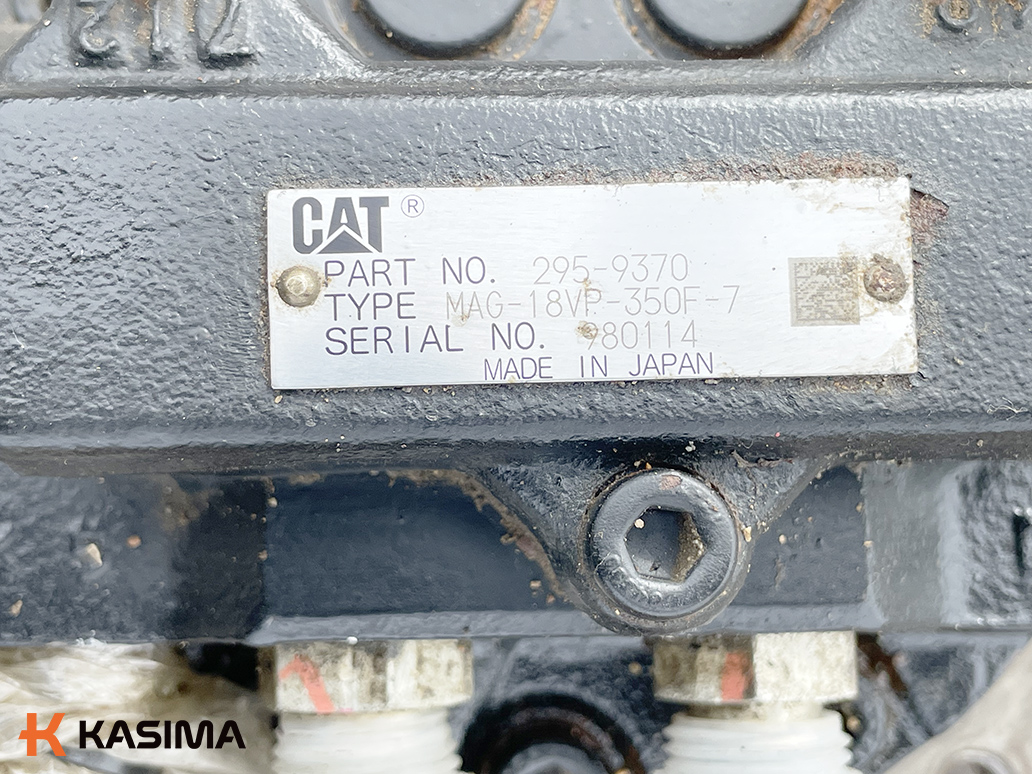 CAT ®
PART NO. 295-9370
TYPE MAG-18VP-350F-7
SERIAL NO. 980114
MADE IN JAPAN
KASIMA